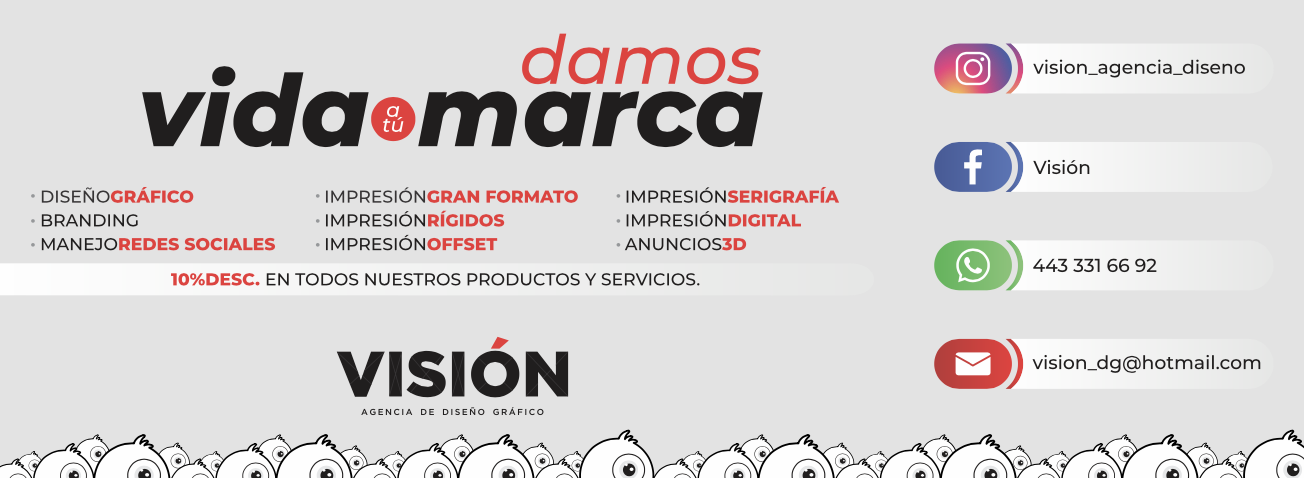 damos
vida a tú marca
• DISEÑOGRÁFICO
• BRANDING
• MANEJOREDES SOCIALES
• IMPRESIÓNGRAN FORMATO
• IMPRESIÓNRÍGIDOS
• IMPRESIÓNOFFSET
• IMPRESIÓNSERIGRAFÍA
• IMPRESIÓNDIGITAL
• ANUNCIOS3D
10%DESC. EN TODOS NUESTROS PRODUCTOS Y SERVICIOS.
VISIÓN
AGENCIA DE DISEÑO GRÁFICO
vision_agencia_diseno
Visión
443 331 66 92
vision_dg@hotmail.com